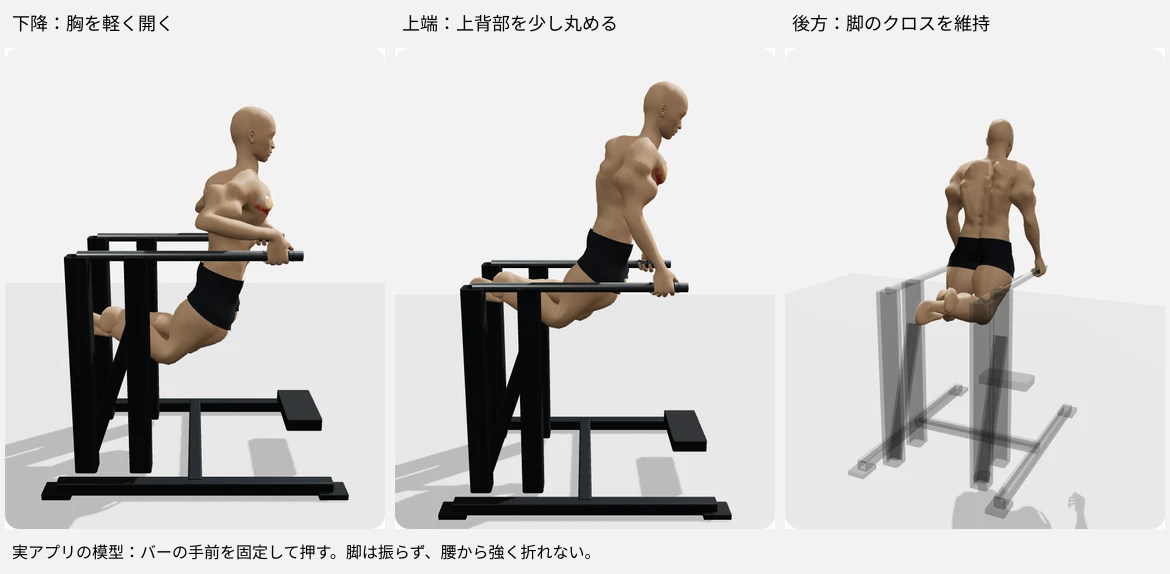 下降：胸を軽く開く
上端：上背部を少し丸める
後方：脚のクロスを維持
実アプリの模型：バーの手前を固定して押す。脚は振らず、腰から強く折れない。